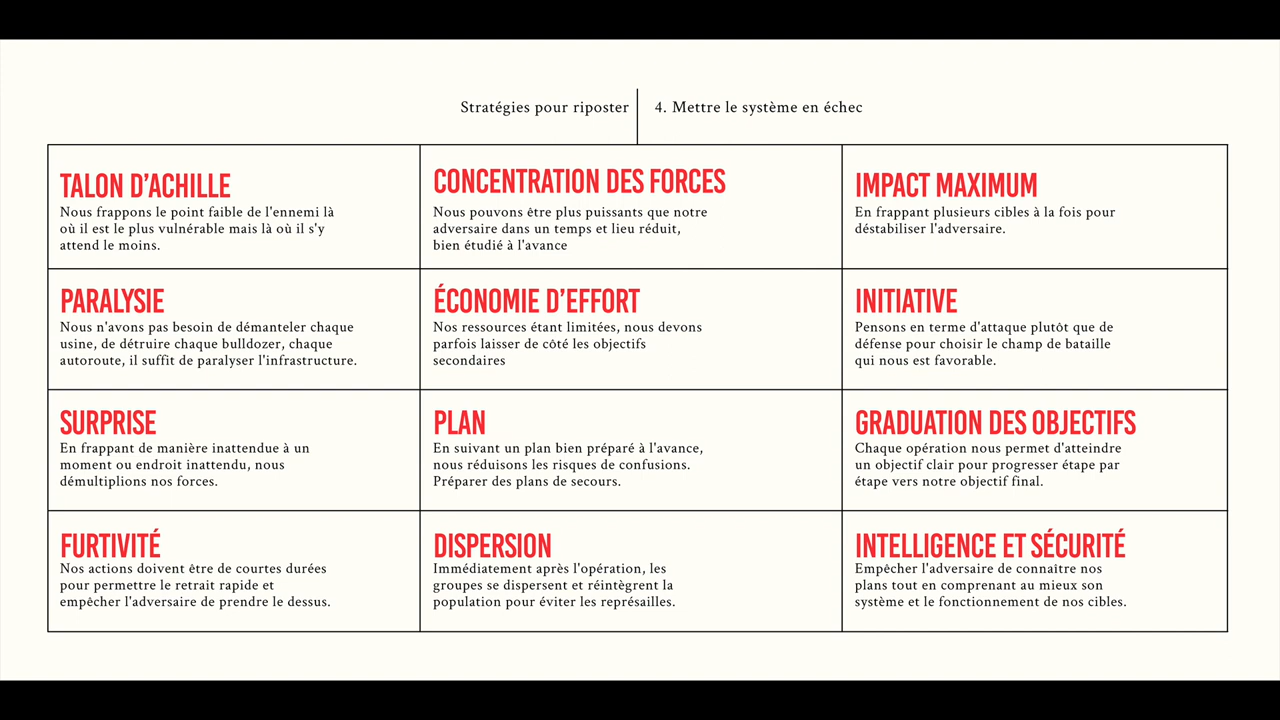 Stratégies pour riposter
4. Mettre le système en échec
TALON D’ACHILLE
Nous frappons le point faible de l'ennemi là
où il est le plus vulnérable mais là où il s'y
attend le moins.
CONCENTRATION DES FORCES
Nous pouvons être plus puissants que notre
adversaire dans un temps et lieu réduit,
bien étudié à l'avance
IMPACT MAXIMUM
En frappant plusieurs cibles à la fois pour
déstabiliser l'adversaire.
PARALYSIE
Nous n'avons pas besoin de démanteler chaque
usine, de détruire chaque bulldozer, chaque
autoroute, il suffit de paralyser l'infrastructure.
ÉCONOMIE D’EFFORT
Nos ressources étant limitées, nous devons
parfois laisser de côté les objectifs
secondaires
INITIATIVE
Pensons en terme d'attaque plutôt que de
défense pour choisir le champ de bataille
qui nous est favorable.
SURPRISE
En frappant de manière inattendue à un
moment ou endroit inattendu, nous
démultiplions nos forces.
PLAN
En suivant un plan bien préparé à l'avance,
nous réduisons les risques de confusions.
Préparer des plans de secours.
GRADUATION DES OBJECTIFS
Chaque opération nous permet d'atteindre
un objectif clair pour progresser étape par
étape vers notre objectif final.
FURTIVITÉ
Nos actions doivent être de courtes durées
pour permettre le retrait rapide et
empêcher l'adversaire de prendre le dessus.
DISPERSION
Immédiatement après l'opération, les
groupes se dispersent et réintègrent la
population pour éviter les représailles.
INTELLIGENCE ET SÉCURITÉ
Empêcher l'adversaire de connaître nos
plans tout en comprenant au mieux son
système et le fonctionnement de nos cibles.